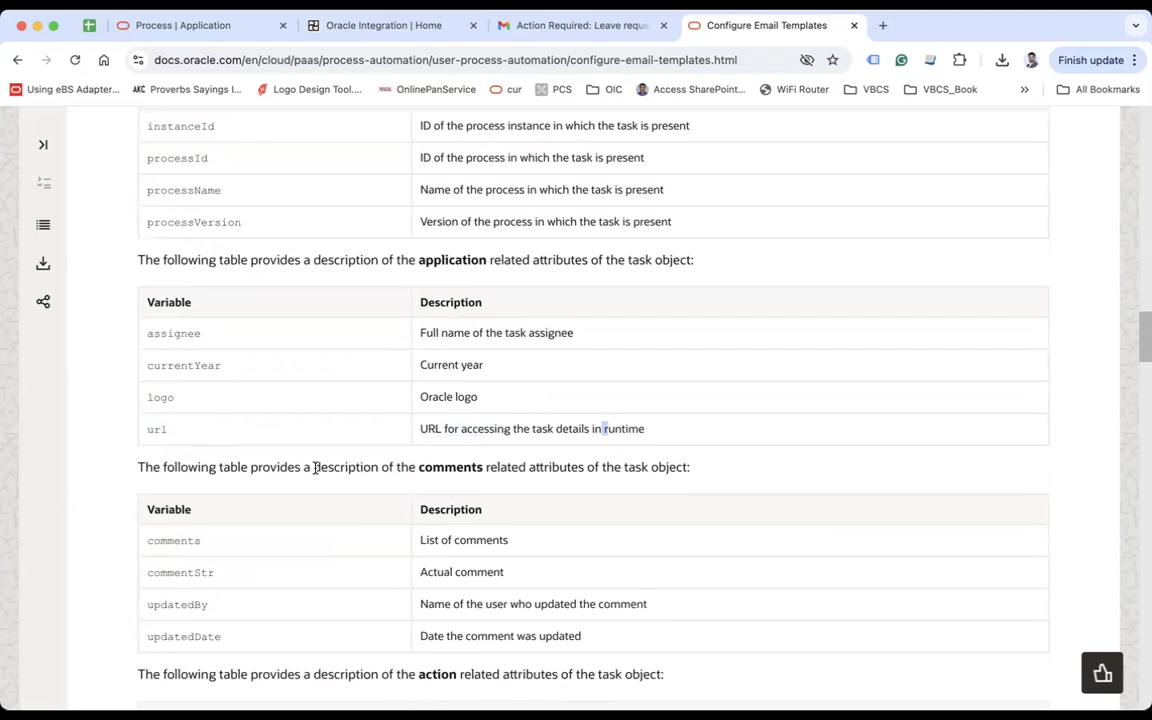 Process | Application
Oracle Integration | Home
Action Required: Leave reque
Configure Email Templates
docs.oracle.com/en/cloud/paas/process-automation/user-process-automation/configure-email-templates.html
Finish update
Using eBS Adapter...
AKC Proverbs Sayings I...
Logo Design Tool....
OnlinePanService
cur
PCS
OIC
Access SharePoint...
WiFi Router
VBCS
VBCS_Book
All Bookmarks
instanceId ID of the process instance in which the task is present
processId ID of the process in which the task is present
processName Name of the process in which the task is present
processVersion Version of the process in which the task is present
The following table provides a description of the application related attributes of the task object:
Variable Description
assignee Full name of the task assignee
currentYear Current year
logo Oracle logo
url URL for accessing the task details in runtime
The following table provides a description of the comments related attributes of the task object:
Variable Description
comments List of comments
commentStr Actual comment
updatedBy Name of the user who updated the comment
updatedDate Date the comment was updated
The following table provides a description of the action related attributes of the task object: